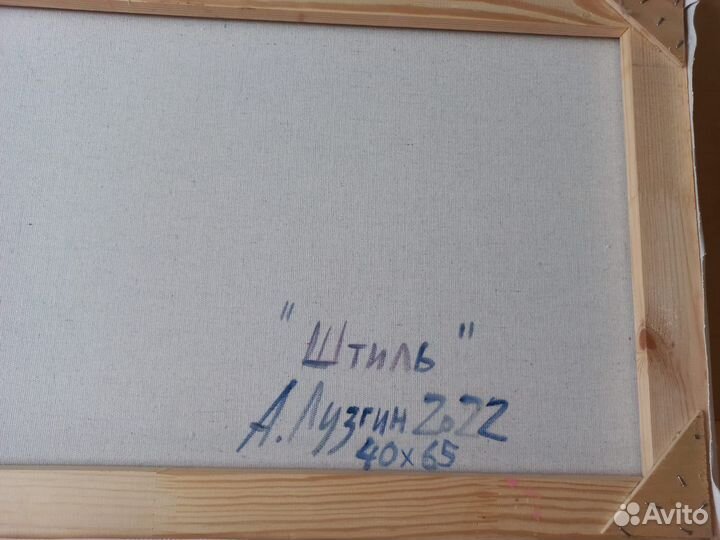 "Штиль"
А. Лузгин 2022
40х65
Avito